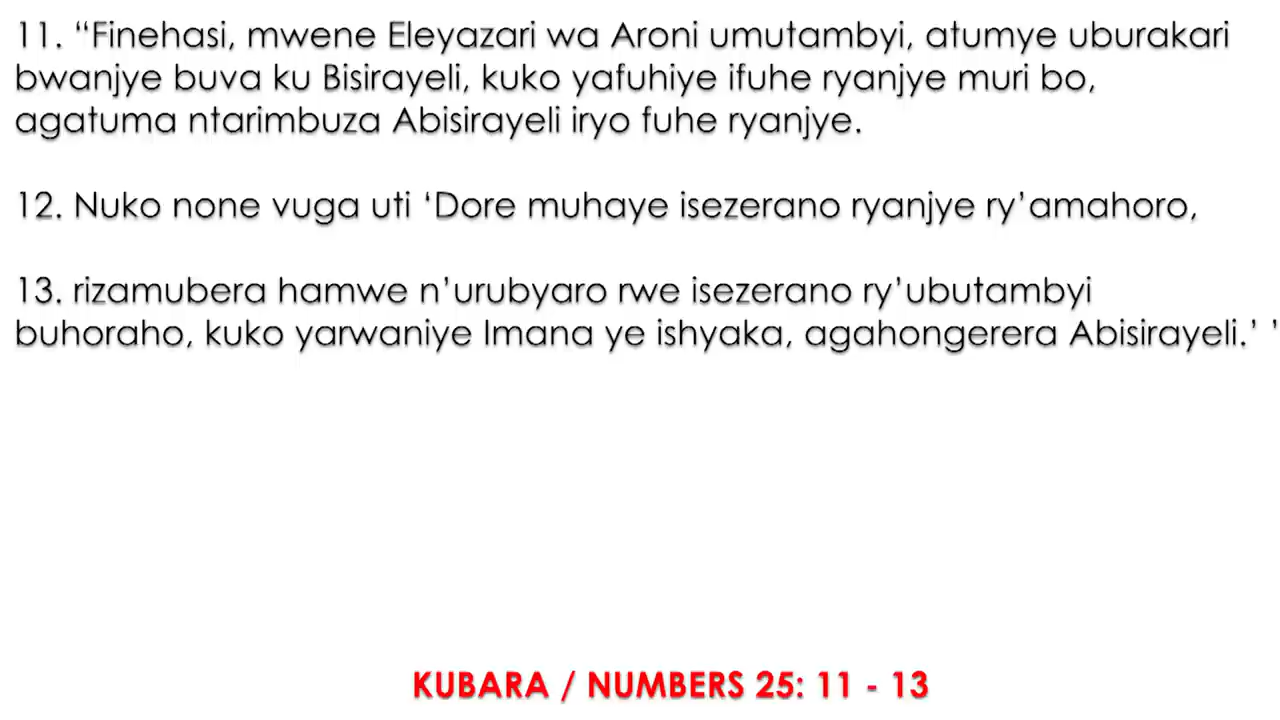 11. “Finehasi, mwene Eleyazari wa Aroni umutambyi, atumye uburakari
bwanjye buva ku Bisirayeli, kuko yafuhiye ifuhe ryanjye muri bo,
agatuma ntarimbuza Abisirayeli iryo fuhe ryanjye.
12. Nuko none vuga uti ‘Dore muhaye isezerano ryanjye ry’amahoro,
13. rizamubera hamwe n’urubyaro rwe isezerano ry’ubutambyi
buhoraho, kuko yarwaniye Imana ye ishyaka, agahongerera Abisirayeli.’ ’
KUBARA / NUMBERS 25: 11 - 13